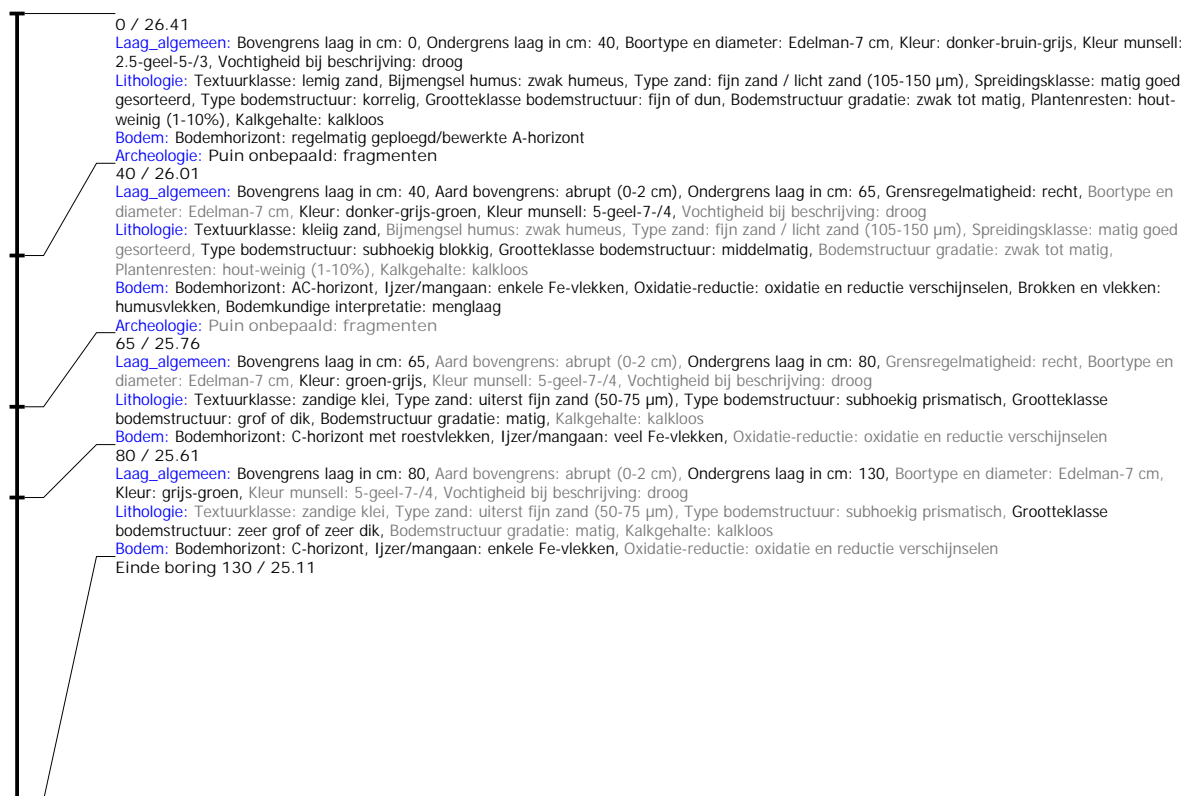 0 / 26.41
Laag_algemeen: Bovengrens laag in cm: 0, Ondergrens laag in cm: 40, Boortype en diameter: Edelman-7 cm, Kleur: donker-bruin-grijs, Kleur munsell:
2.5-geel-5-/3, Vochtigheid bij beschrijving: droog
Lithologie: Textuurklasse: lemig zand, Bijmengsel humus: zwak humeus, Type zand: fijn zand / licht zand (105-150 µm), Spreidingsklasse: matig goed
gesorteerd, Type bodemstructuur: korrelig, Grootteklasse bodemstructuur: fijn of dun, Bodemstructuur gradatie: zwak tot matig, Plantenresten: hout-
weinig (1-10%), Kalkgehalte: kalkloos
Bodem: Bodemhorizont: regelmatig geploegd/bewerkte A-horizont
Archeologie: Puin onbepaald: fragmenten
40 / 26.01
Laag_algemeen: Bovengrens laag in cm: 40, Aard bovengrens: abrupt (0-2 cm), Ondergrens laag in cm: 65, Grensregelmatigheid: recht, Boortype en
diameter: Edelman-7 cm, Kleur: donker-grijs-groen, Kleur munsell: 5-geel-7-/4, Vochtigheid bij beschrijving: droog
Lithologie: Textuurklasse: kleiig zand, Bijmengsel humus: zwak humeus, Type zand: fijn zand / licht zand (105-150 µm), Spreidingsklasse: matig goed
gesorteerd, Type bodemstructuur: subhoekig blokkig, Grootteklasse bodemstructuur: middelmatig, Bodemstructuur gradatie: zwak tot matig,
Plantenresten: hout-weinig (1-10%), Kalkgehalte: kalkloos
Bodem: Bodemhorizont: AC-horizont, Ijzer/mangaan: enkele Fe-vlekken, Oxidatie-reductie: oxidatie en reductie verschijnselen, Brokken en vlekken:
humusvlekken, Bodemkundige interpretatie: menglaag
Archeologie: Puin onbepaald: fragmenten
65 / 25.76
Laag_algemeen: Bovengrens laag in cm: 65, Aard bovengrens: abrupt (0-2 cm), Ondergrens laag in cm: 80, Grensregelmatigheid: recht, Boortype en
diameter: Edelman-7 cm, Kleur: groen-grijs, Kleur munsell: 5-geel-7-/4, Vochtigheid bij beschrijving: droog
Lithologie: Textuurklasse: zandige klei, Type zand: uiterst fijn zand (50-75 µm), Type bodemstructuur: subhoekig prismatisch, Grootteklasse
bodemstructuur: grof of dik, Bodemstructuur gradatie: matig, Kalkgehalte: kalkloos
Bodem: Bodemhorizont: C-horizont met roestvlekken, Ijzer/mangaan: veel Fe-vlekken, Oxidatie-reductie: oxidatie en reductie verschijnselen
80 / 25.61
Laag_algemeen: Bovengrens laag in cm: 80, Aard bovengrens: abrupt (0-2 cm), Ondergrens laag in cm: 130, Boortype en diameter: Edelman-7 cm,
Kleur: grijs-groen, Kleur munsell: 5-geel-7-/4, Vochtigheid bij beschrijving: droog
Lithologie: Textuurklasse: zandige klei, Type zand: uiterst fijn zand (50-75 µm), Type bodemstructuur: subhoekig prismatisch, Grootteklasse
bodemstructuur: zeer grof of zeer dik, Bodemstructuur gradatie: matig, Kalkgehalte: kalkloos
Bodem: Bodemhorizont: C-horizont, Ijzer/mangaan: enkele Fe-vlekken, Oxidatie-reductie: oxidatie en reductie verschijnselen
Einde boring 130 / 25.11